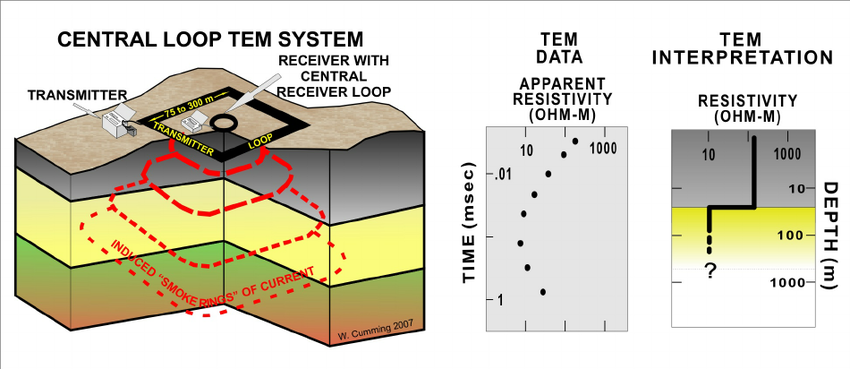 CENTRAL LOOP TEM SYSTEM
TRANSMITTER
RECEIVER WITH
CENTRAL
RECEIVER LOOP
75 to 300 m
TRANSMITTER
LOOP
INDUCED "SMOKE RINGS" OF CURRENT
W. Cumming 2007
TEM
DATA
APPARENT
RESISTIVITY
(OHM-M)
10 1000
.01
1
TIME (msec)
TEM
INTERPRETATION
RESISTIVITY
(OHM-M)
10 1000
10
100
1000
?
DEPTH (m)